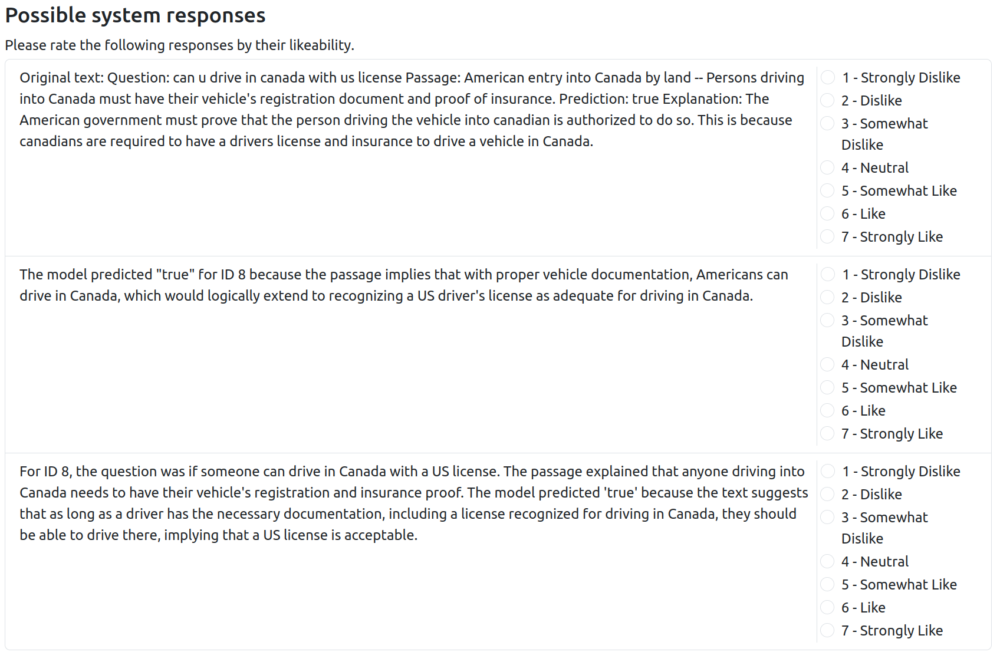 Possible system responses
Please rate the following responses by their likeability.
Original text: Question: can u drive in canada with us license Passage: American entry into Canada by land -- Persons driving
into Canada must have their vehicle's registration document and proof of insurance. Prediction: true Explanation: The
American government must prove that the person driving the vehicle into canadian is authorized to do so. This is because
canadians are required to have a drivers license and insurance to drive a vehicle in Canada.
1 - Strongly Dislike
2 - Dislike
3 - Somewhat
Dislike
4 - Neutral
5 - Somewhat Like
6 - Like
7 - Strongly Like
The model predicted "true" for ID 8 because the passage implies that with proper vehicle documentation, Americans can
drive in Canada, which would logically extend to recognizing a US driver's license as adequate for driving in Canada.
1 - Strongly Dislike
2 - Dislike
3 - Somewhat
Dislike
4 - Neutral
5 - Somewhat Like
6 - Like
7 - Strongly Like
For ID 8, the question was if someone can drive in Canada with a US license. The passage explained that anyone driving into
Canada needs to have their vehicle's registration and insurance proof. The model predicted 'true' because the text suggests
that as long as a driver has the necessary documentation, including a license recognized for driving in Canada, they should
be able to drive there, implying that a US license is acceptable.
1 - Strongly Dislike
2 - Dislike
3 - Somewhat
Dislike
4 - Neutral
5 - Somewhat Like
6 - Like
7 - Strongly Like